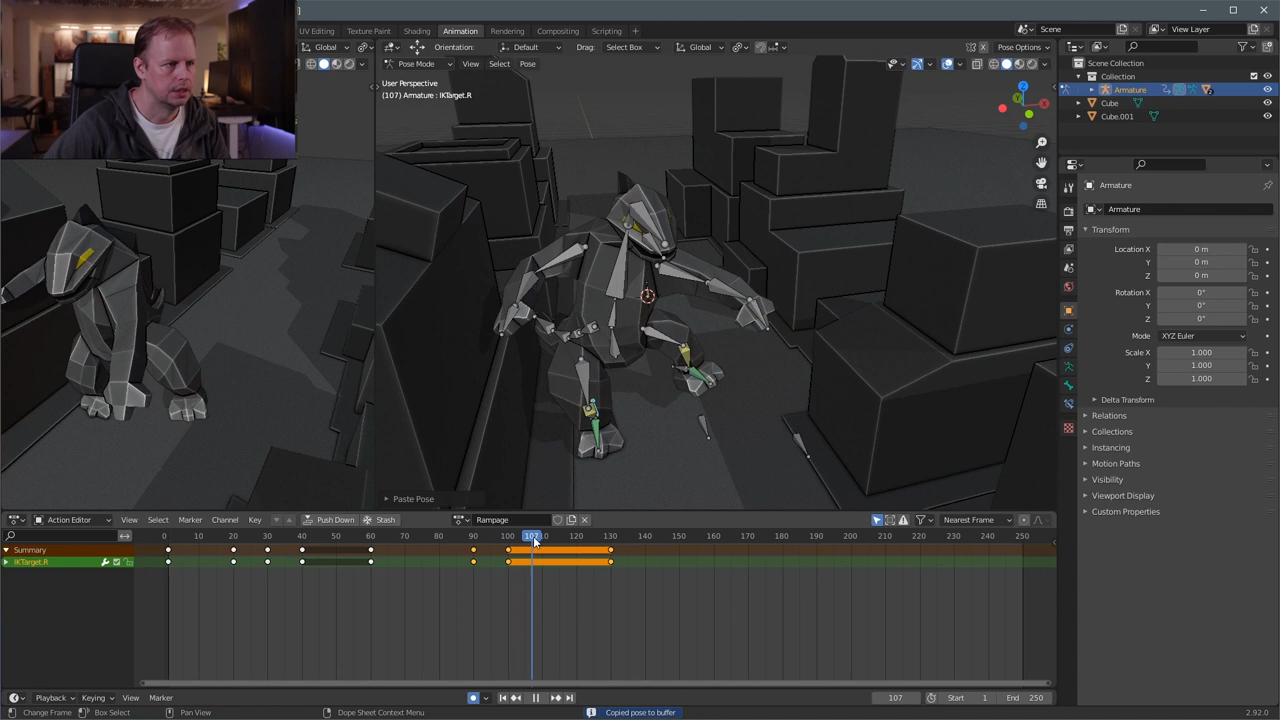 UV Editing Texture Paint Shading Animation Rendering Compositing Scripting +
Scene View Layer
Global Orientation: Default Drag: Select Box Global Pose Options
Pose Mode View Select Pose
User Perspective
(107) Armature : IKTarget.R
Z
Y
X
Scene Collection
Collection
Armature
Cube
Cube.001
Armature
Armature
Transform
Location X 0 m
Y 0 m
Z 0 m
Rotation X 0°
Y 0°
Z 0°
Mode XYZ Euler
Scale X 1.000
Y 1.000
Z 1.000
Delta Transform
Relations
Collections
Instancing
Motion Paths
Visibility
Viewport Display
Custom Properties
Paste Pose
Action Editor View Select Marker Channel Key Push Down Stash Rampage Nearest Frame
0 10 20 30 40 50 60 70 80 90 100 107 120 130 140 150 160 170 180 190 200 210 220 230 240 250
Summary
IKTarget.R
Playback Keying View Marker 107 Start 1 End 250
Change Frame Box Select Pan View Dope Sheet Context Menu Copied pose to buffer 2.92.0